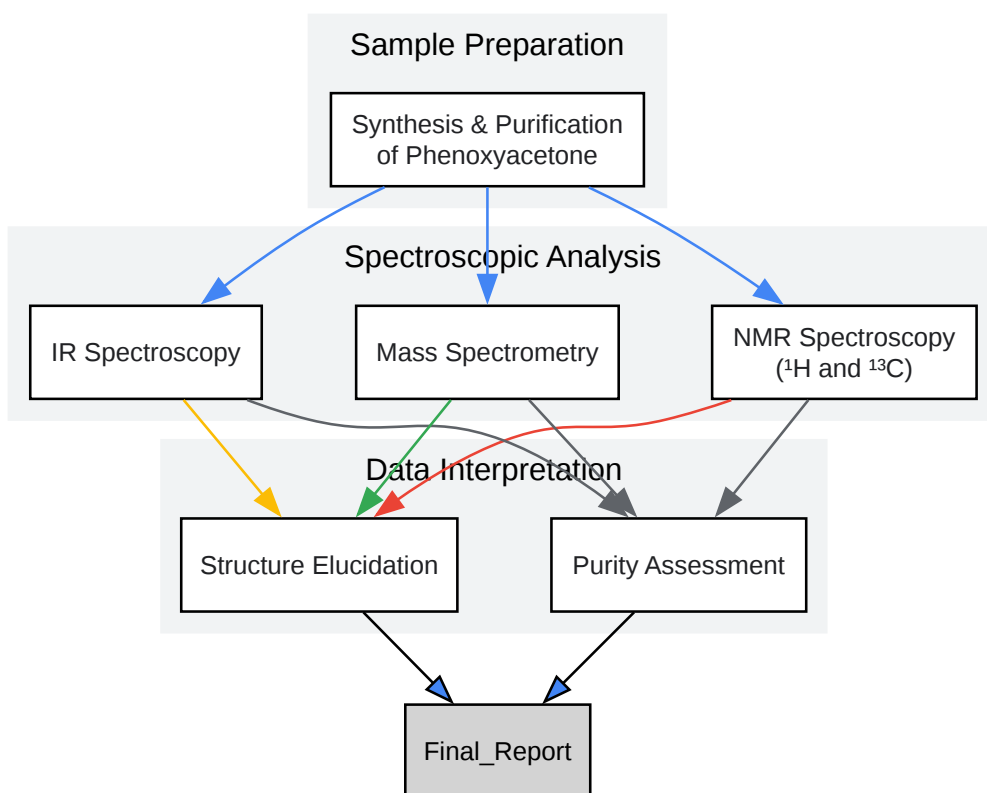 Sample Preparation
Synthesis & Purification
of Phenoxyacetone
Spectroscopic Analysis
IR Spectroscopy
Mass Spectrometry
NMR Spectroscopy
(¹H and ¹³C)
Data Interpretation
Structure Elucidation
Purity Assessment
Final_Report